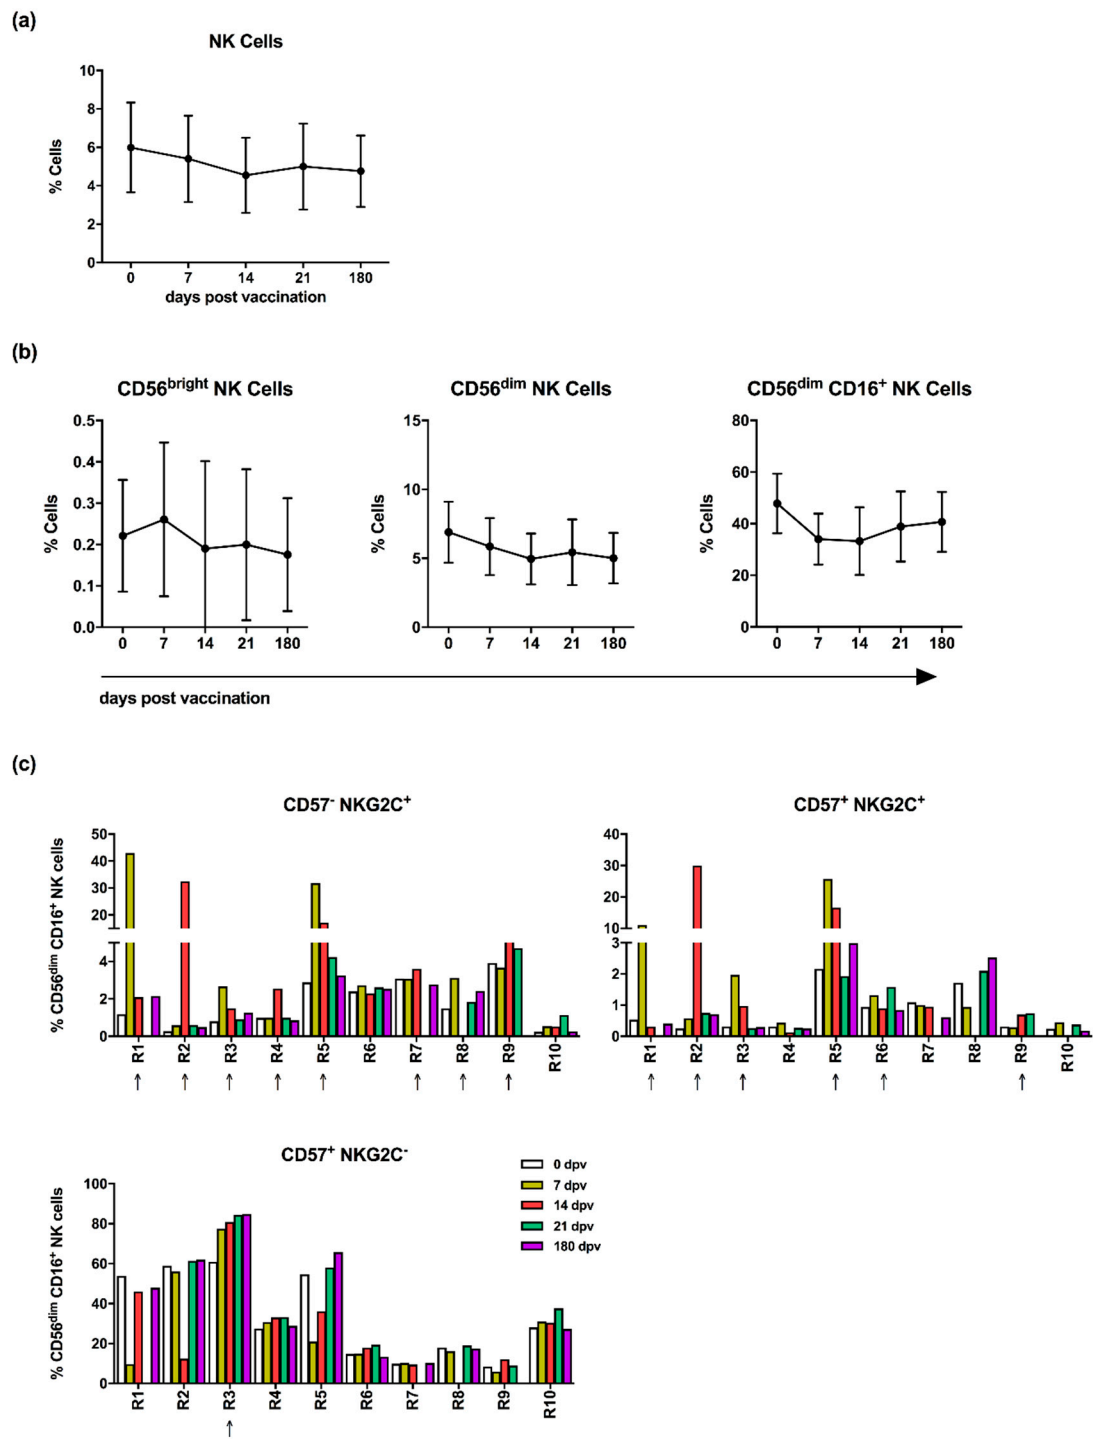 (a)
NK Cells
% Cells
10
8
6
4
2
0
0 7 14 21 180
days post vaccination
(b)
CD56bright NK Cells
% Cells
0.5
0.4
0.3
0.2
0.1
0.0
0 7 14 21 180
CD56dim NK Cells
% Cells
15
10
5
0
0 7 14 21 180
CD56dim CD16+ NK Cells
% Cells
80
60
40
20
0
0 7 14 21 180
days post vaccination
(c)
CD57- NKG2C+
% CD56dim CD16+ NK cells
50
40
30
20
4
2
0
R1 R2 R3 R4 R5 R6 R7 R8 R9 R10
CD57+ NKG2C+
40
30
20
10
3
2
1
0
R1 R2 R3 R4 R5 R6 R7 R8 R9 R10
CD57+ NKG2C-
% CD56dim CD16+ NK cells
100
80
60
40
20
0
R1 R2 R3 R4 R5 R6 R7 R8 R9 R10
0 dpv
7 dpv
14 dpv
21 dpv
180 dpv